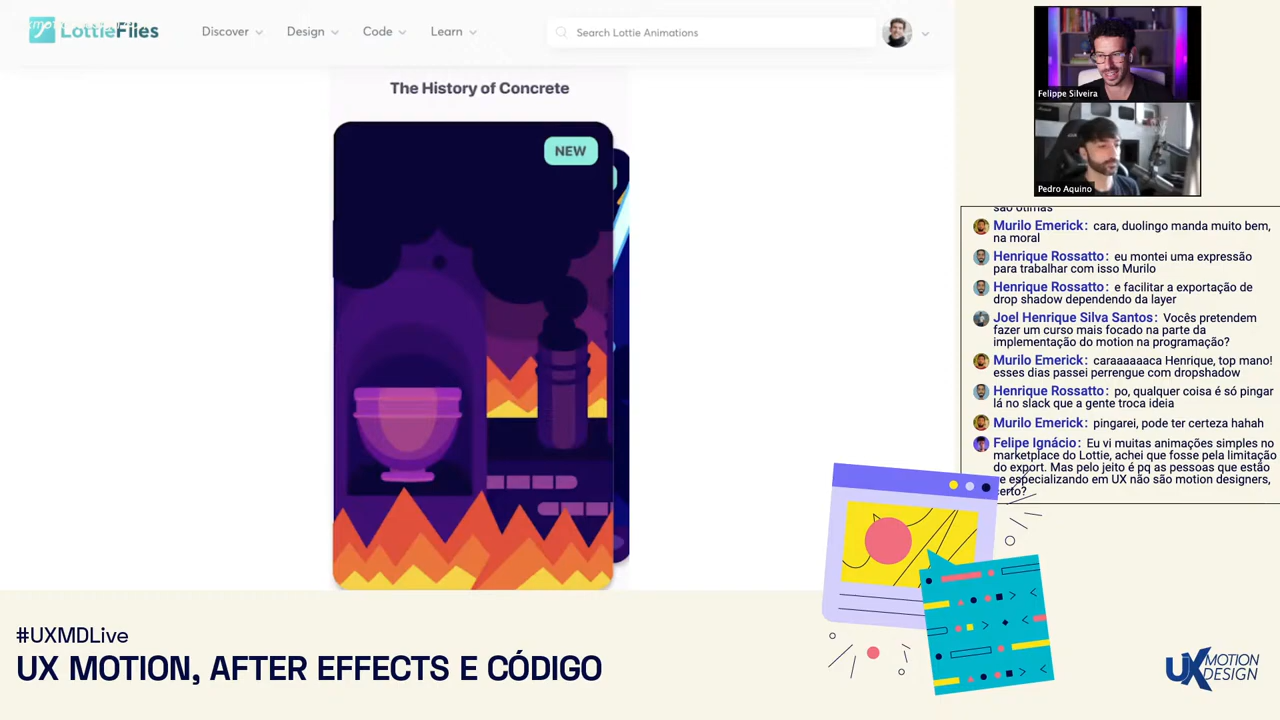 LottieFiles
Discover
Design
Code
Learn
Search Lottie Animations
The History of Concrete
NEW
Felippe Silveira
Pedro Aquino
são ótimas
Murilo Emerick: cara, duolingo manda muito bem,
na moral
Henrique Rossatto: eu montei uma expressão
para trabalhar com isso Murilo
Henrique Rossatto: e facilitar a exportação de
drop shadow dependendo da layer
Joel Henrique Silva Santos: Vocês pretendem
fazer um curso mais focado na parte da
implementação do motion na programação?
Murilo Emerick: caraaaaaaca Henrique, top mano!
esses dias passei perrengue com dropshadow
Henrique Rossatto: po, qualquer coisa é só pingar
lá no slack que a gente troca ideia
Murilo Emerick: pingarei, pode ter certeza hahah
Felipe Ignácio: Eu vi muitas animações simples no
marketplace do Lottie, achei que fosse pela limitação
do export. Mas pelo jeito é pq as pessoas que estão
e especializando em UX não são motion designers,
certo?
#UXMDLive
UX MOTION, AFTER EFFECTS E CÓDIGO
UX MOTION
DESIGN